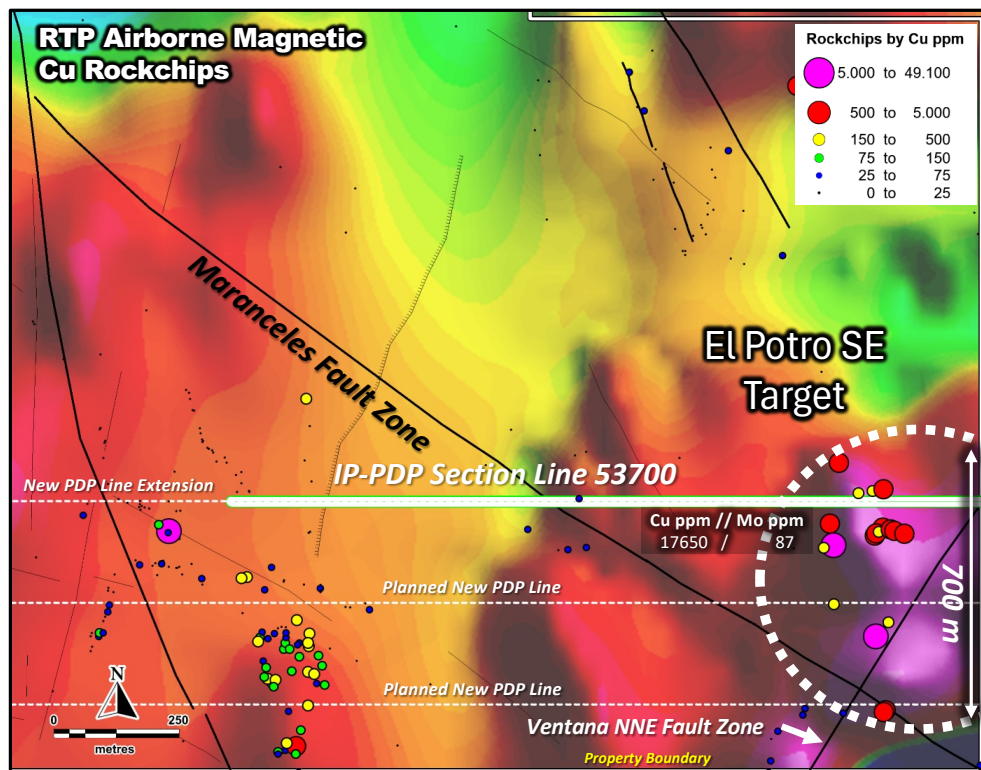 RTP Airborne Magnetic
Cu Rockchips
Rockchips by Cu ppm
5.000 to 49.100
500 to 5.000
150 to 500
75 to 150
25 to 75
0 to 25
Maranceles Fault Zone
El Potro SE
Target
IP-PDP Section Line 53700
New PDP Line Extension
Cu ppm // Mo ppm
17650 / 87
700 m
Planned New PDP Line
Planned New PDP Line
N
0 250
metres
Ventana NNE Fault Zone
Property Boundary